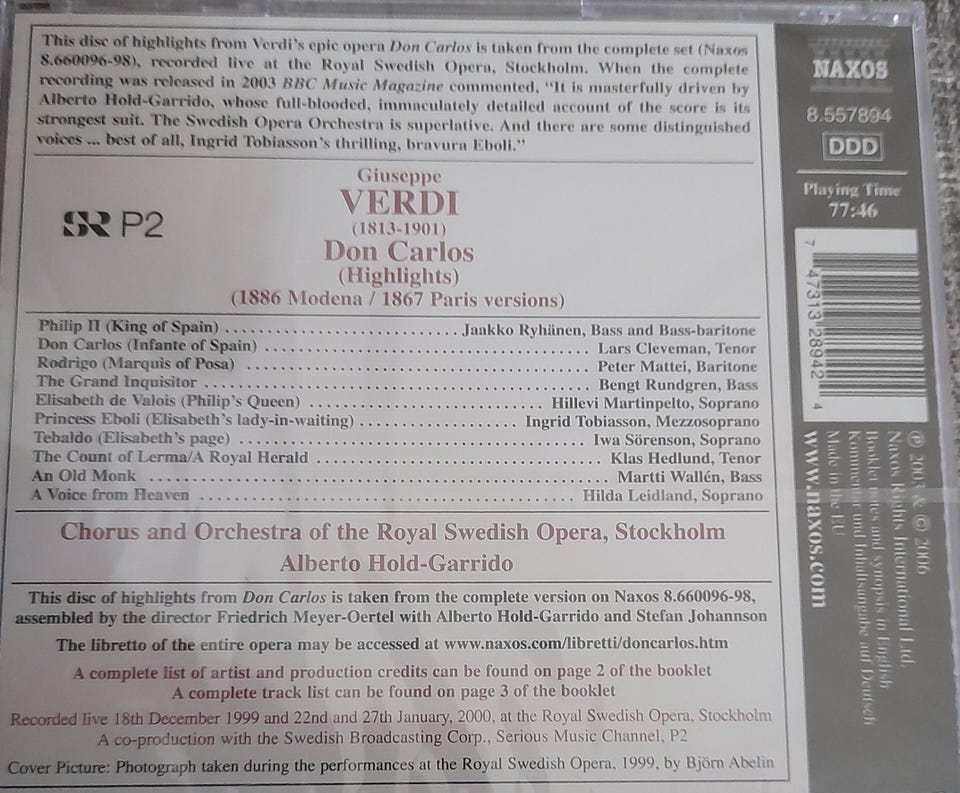 This disc of highlights from Verdi's epic opera Don Carlos is taken from the complete set (Naxos
8.660096-98), recorded live at the Royal Swedish Opera, Stockholm. When the complete
recording was released in 2003 BBC Music Magazine commented, "It is masterfully driven by
Alberto Hold-Garrido, whose full-blooded, immaculately detailed account of the score is its
strongest suit. The Swedish Opera Orchestra is superlative. And there are some distinguished
voices ... best of all, Ingrid Tobiasson's thrilling, bravura Eboli."
SR P2
Giuseppe
VERDI
(1813-1901)
Don Carlos
(Highlights)
(1886 Modena / 1867 Paris versions)
Philip II (King of Spain) .......................... Jaakko Ryhänen, Bass and Bass-baritone
Don Carlos (Infante of Spain) .................................... Lars Cleveman, Tenor
Rodrigo (Marquis of Posa) ...................................... Peter Mattei, Baritone
The Grand Inquisitor ........................................... Bengt Rundgren, Bass
Elisabeth de Valois (Philip's Queen) .......................... Hillevi Martinpelto, Soprano
Princess Eboli (Elisabeth's lady-in-waiting) .................. Ingrid Tobiasson, Mezzosoprano
Tebaldo (Elisabeth's page) ...................................... Iwa Sörenson, Soprano
The Count of Lerma/A Royal Herald ............................... Klas Hedlund, Tenor
An Old Monk .................................................... Martti Wallén, Bass
A Voice from Heaven ........................................... Hilda Leidland, Soprano
Chorus and Orchestra of the Royal Swedish Opera, Stockholm
Alberto Hold-Garrido
This disc of highlights from Don Carlos is taken from the complete version on Naxos 8.660096-98,
assembled by the director Friedrich Meyer-Oertel with Alberto Hold-Garrido and Stefan Johannson
The libretto of the entire opera may be accessed at www.naxos.com/libretti/doncarlos.htm
A complete list of artist and production credits can be found on page 2 of the booklet
A complete track list can be found on page 3 of the booklet
Recorded live 18th December 1999 and 22nd and 27th January, 2000, at the Royal Swedish Opera, Stockholm
A co-production with the Swedish Broadcasting Corp., Serious Music Channel, P2
Cover Picture: Photograph taken during the performances at the Royal Swedish Opera, 1999, by Björn Abelin
NAXOS
8.557894
DDD
Playing Time
77:46
7 47313 28942 4
& © 2006
Naxos Rights International Ltd.
Booklet notes and synopsis in English
Kommentar und Inhaltsangabe auf Deutsch
Made in the EU
www.naxos.com